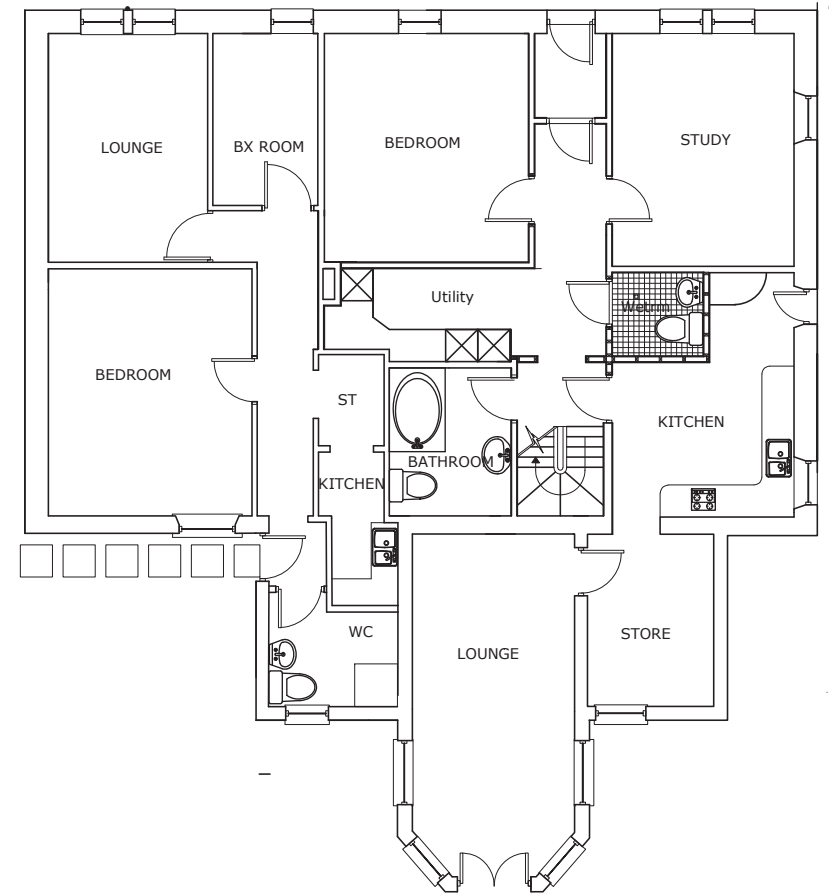 LOUNGE
BX ROOM
BEDROOM
STUDY
Utility
Wetrm
BEDROOM
ST
KITCHEN
BATHROOM
KITCHEN
WC
LOUNGE
STORE